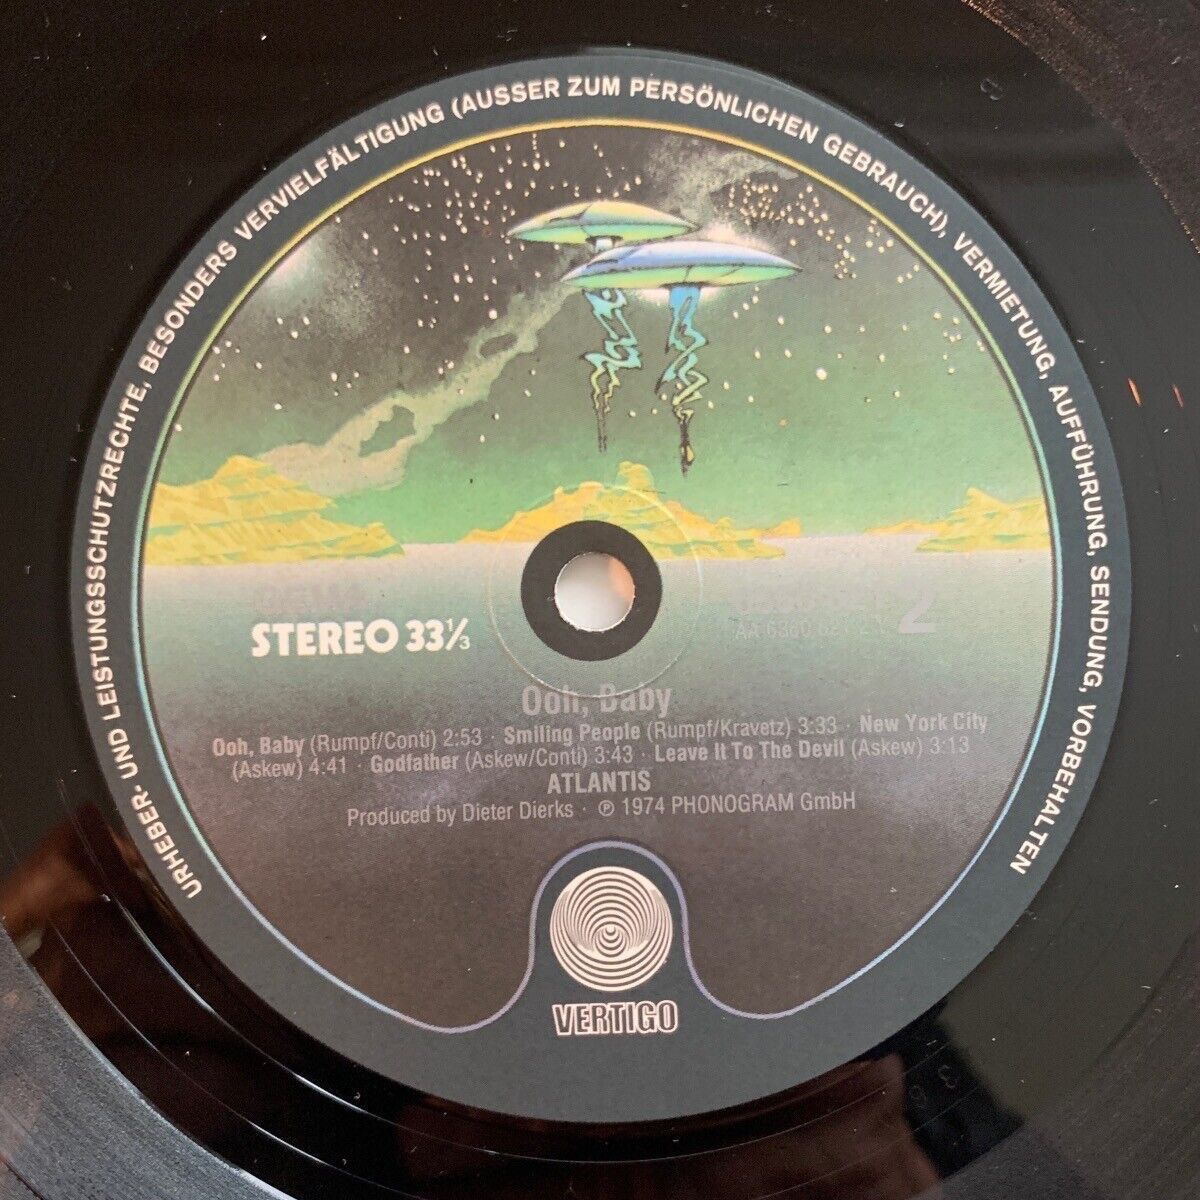 URHEBER- UND LEISTUNGSSCHUTZRECHTE, BESONDERS VERVIELFÄLTIGUNG (AUSSER ZUM PERSÖNLICHEN GEBRAUCH), VERMIETUNG, AUFFÜHRUNG, SENDUNG, VORBEHALTEN
STEREO 33⅓
2
Ooh, Baby
Ooh, Baby (Rumpf/Conti) 2:53 · Smiling People (Rumpf/Kravetz) 3:33 · New York City
(Askew) 4:41 · Godfather (Askew/Conti) 3:43 · Leave It To The Devil (Askew) 3:13
ATLANTIS
Produced by Dieter Dierks · ℗ 1974 PHONOGRAM GmbH
VERTIGO